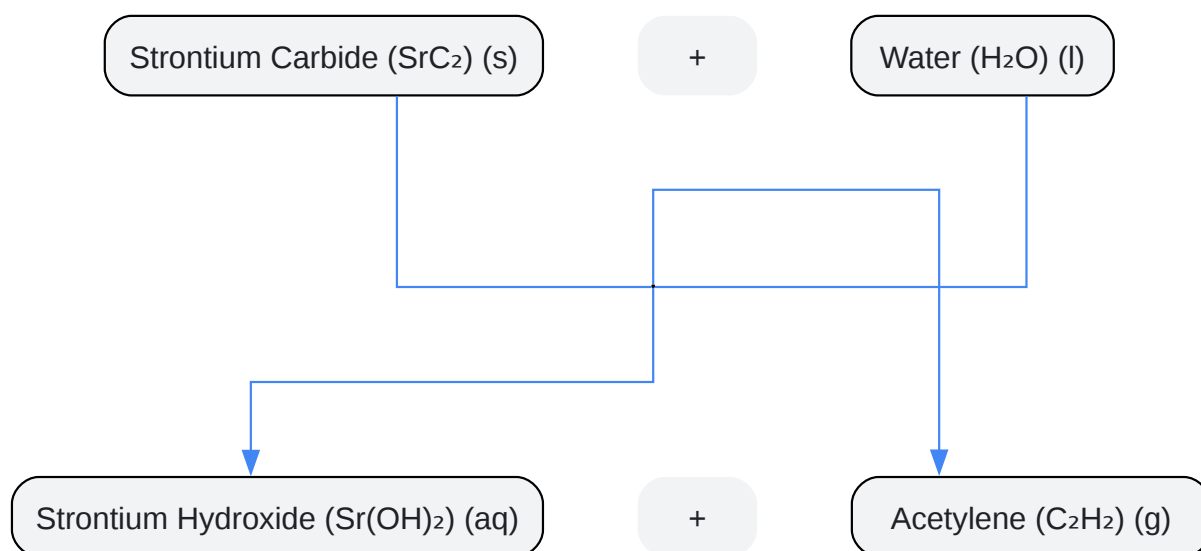 Strontium Carbide (SrC₂) (s)
+
Water (H₂O) (l)
Strontium Hydroxide (Sr(OH)₂) (aq)
+
Acetylene (C₂H₂) (g)